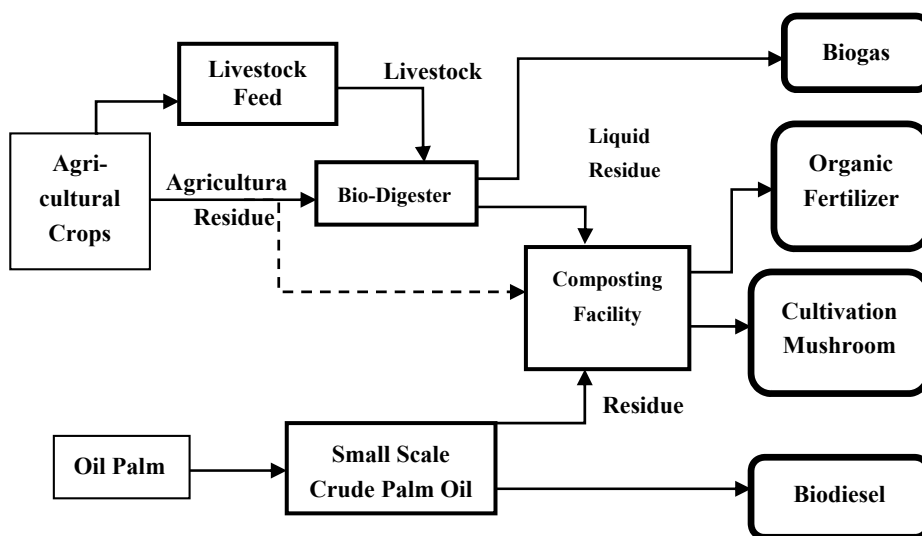 Biogas
Livestock
Feed
Livestock
Liquid
Residue
Organic
Fertilizer
Agri-
cultural
Crops
Agricultura
Residue
Bio-Digester
Composting
Facility
Cultivation
Mushroom
Residue
Oil Palm
Small Scale
Crude Palm Oil
Biodiesel